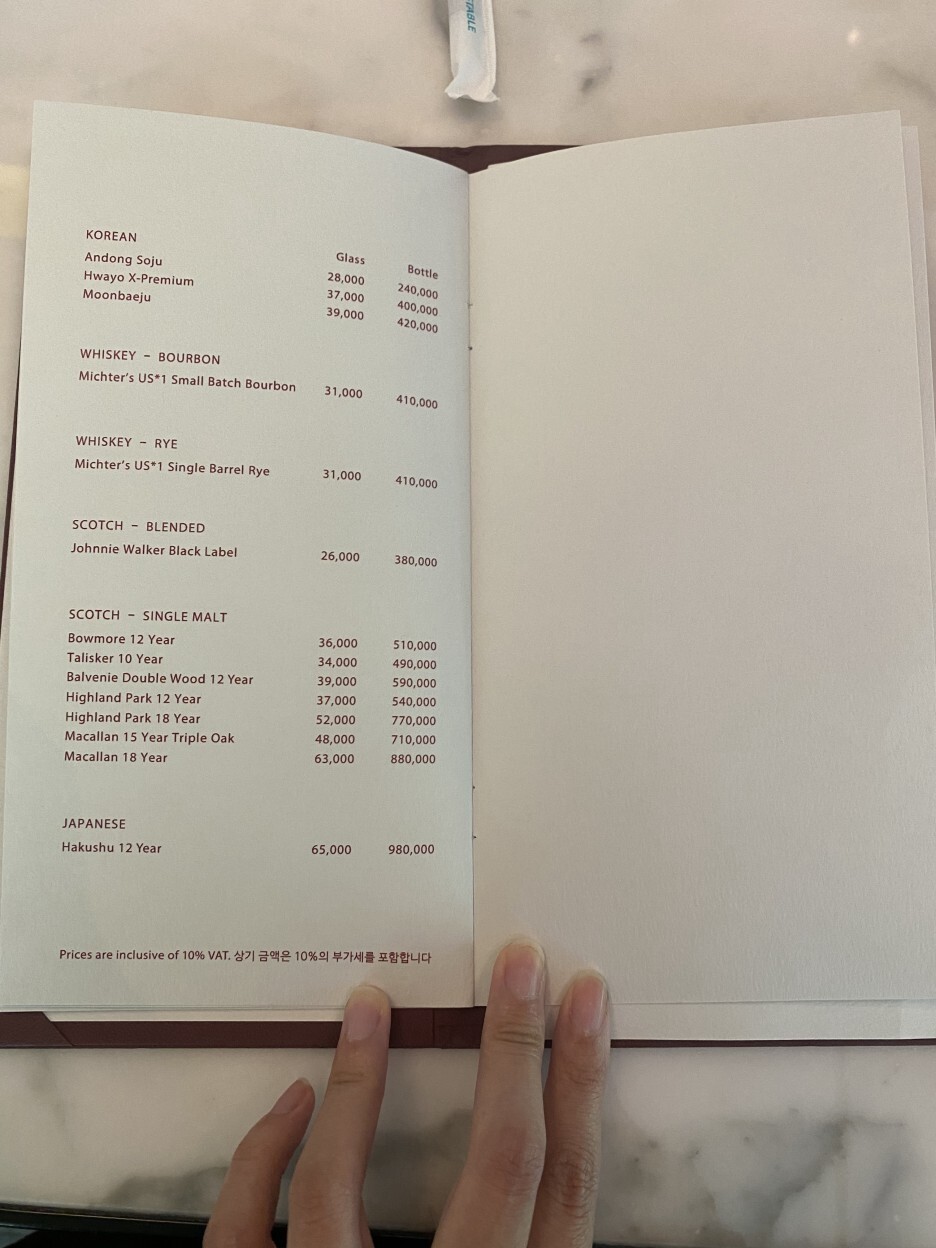 TABLE
KOREAN
Glass Bottle
Andong Soju 28,000 240,000
Hwayo X-Premium 37,000 400,000
Moonbaeju 39,000 420,000
WHISKEY – BOURBON
Michter's US*1 Small Batch Bourbon 31,000 410,000
WHISKEY – RYE
Michter's US*1 Single Barrel Rye 31,000 410,000
SCOTCH – BLENDED
Johnnie Walker Black Label 26,000 380,000
SCOTCH – SINGLE MALT
Bowmore 12 Year 36,000 510,000
Talisker 10 Year 34,000 490,000
Balvenie Double Wood 12 Year 39,000 590,000
Highland Park 12 Year 37,000 540,000
Highland Park 18 Year 52,000 770,000
Macallan 15 Year Triple Oak 48,000 710,000
Macallan 18 Year 63,000 880,000
JAPANESE
Hakushu 12 Year 65,000 980,000
Prices are inclusive of 10% VAT. 상기 금액은 10%의 부가세를 포함합니다